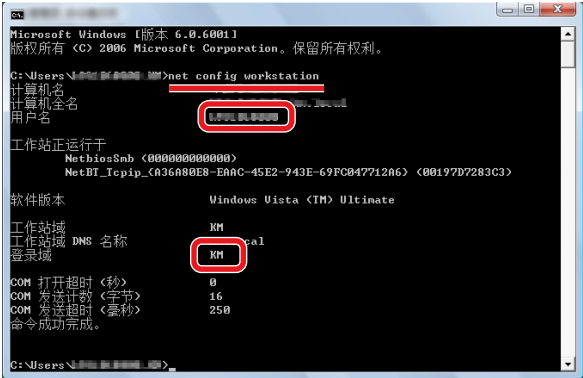 Microsoft Windows [版本 6.0.6001]
版权所有 (C) 2006 Microsoft Corporation。保留所有权利。
C:\Users\ .KM>net config workstation
计算机名
计算机全名 .local
用户名
工作站正运行于
NetbiosSmb (000000000000)
NetBT_Tcpip_{A36A80E8-EAAC-45E2-943E-69FC047712A6} (00197D7283C3)
软件版本 Windows Vista (TM) Ultimate
工作站域 KM
工作站域 DNS 名称 cal
登录域 KM
COM 打开超时 (秒) 0
COM 发送计数 (字节) 16
COM 发送超时 (毫秒) 250
命令成功完成。
C:\Users\ >_